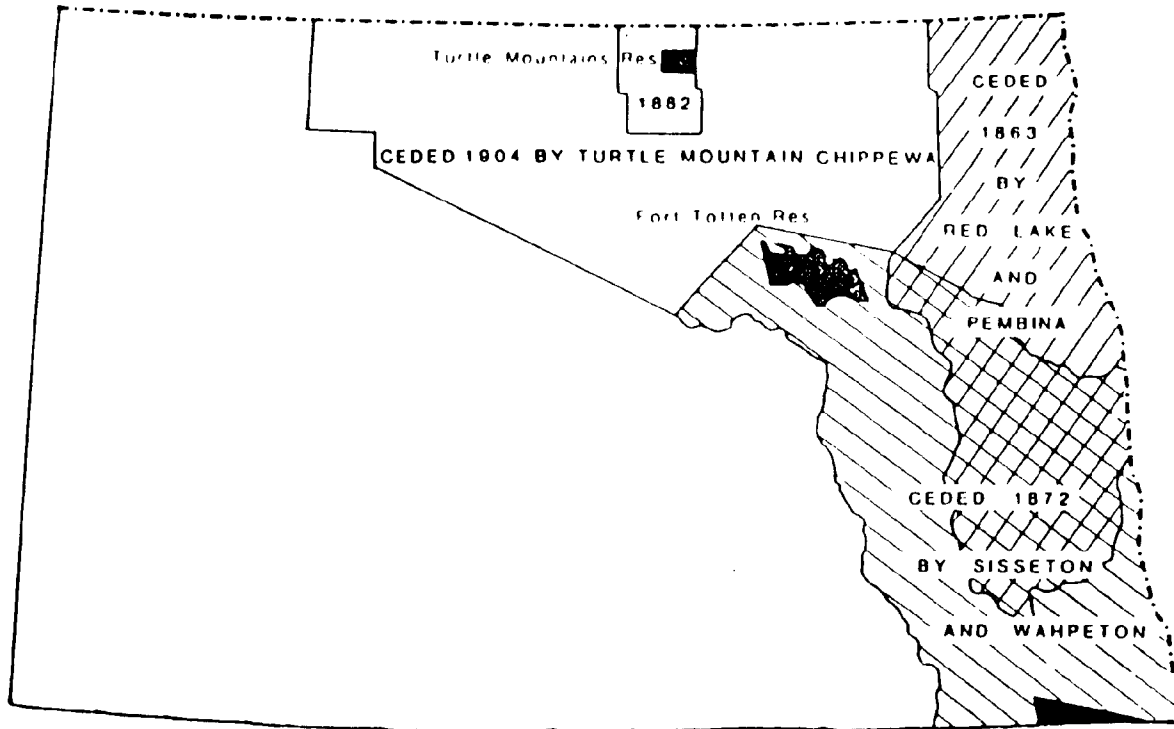 Turtle Mountains Res
1882
CEDED 1904 BY TURTLE MOUNTAIN CHIPPEWA
Fort Totten Res
CEDED
1863
BY
RED LAKE
AND
PEMBINA
CEDED 1872
BY SISSETON
AND WAHPETON